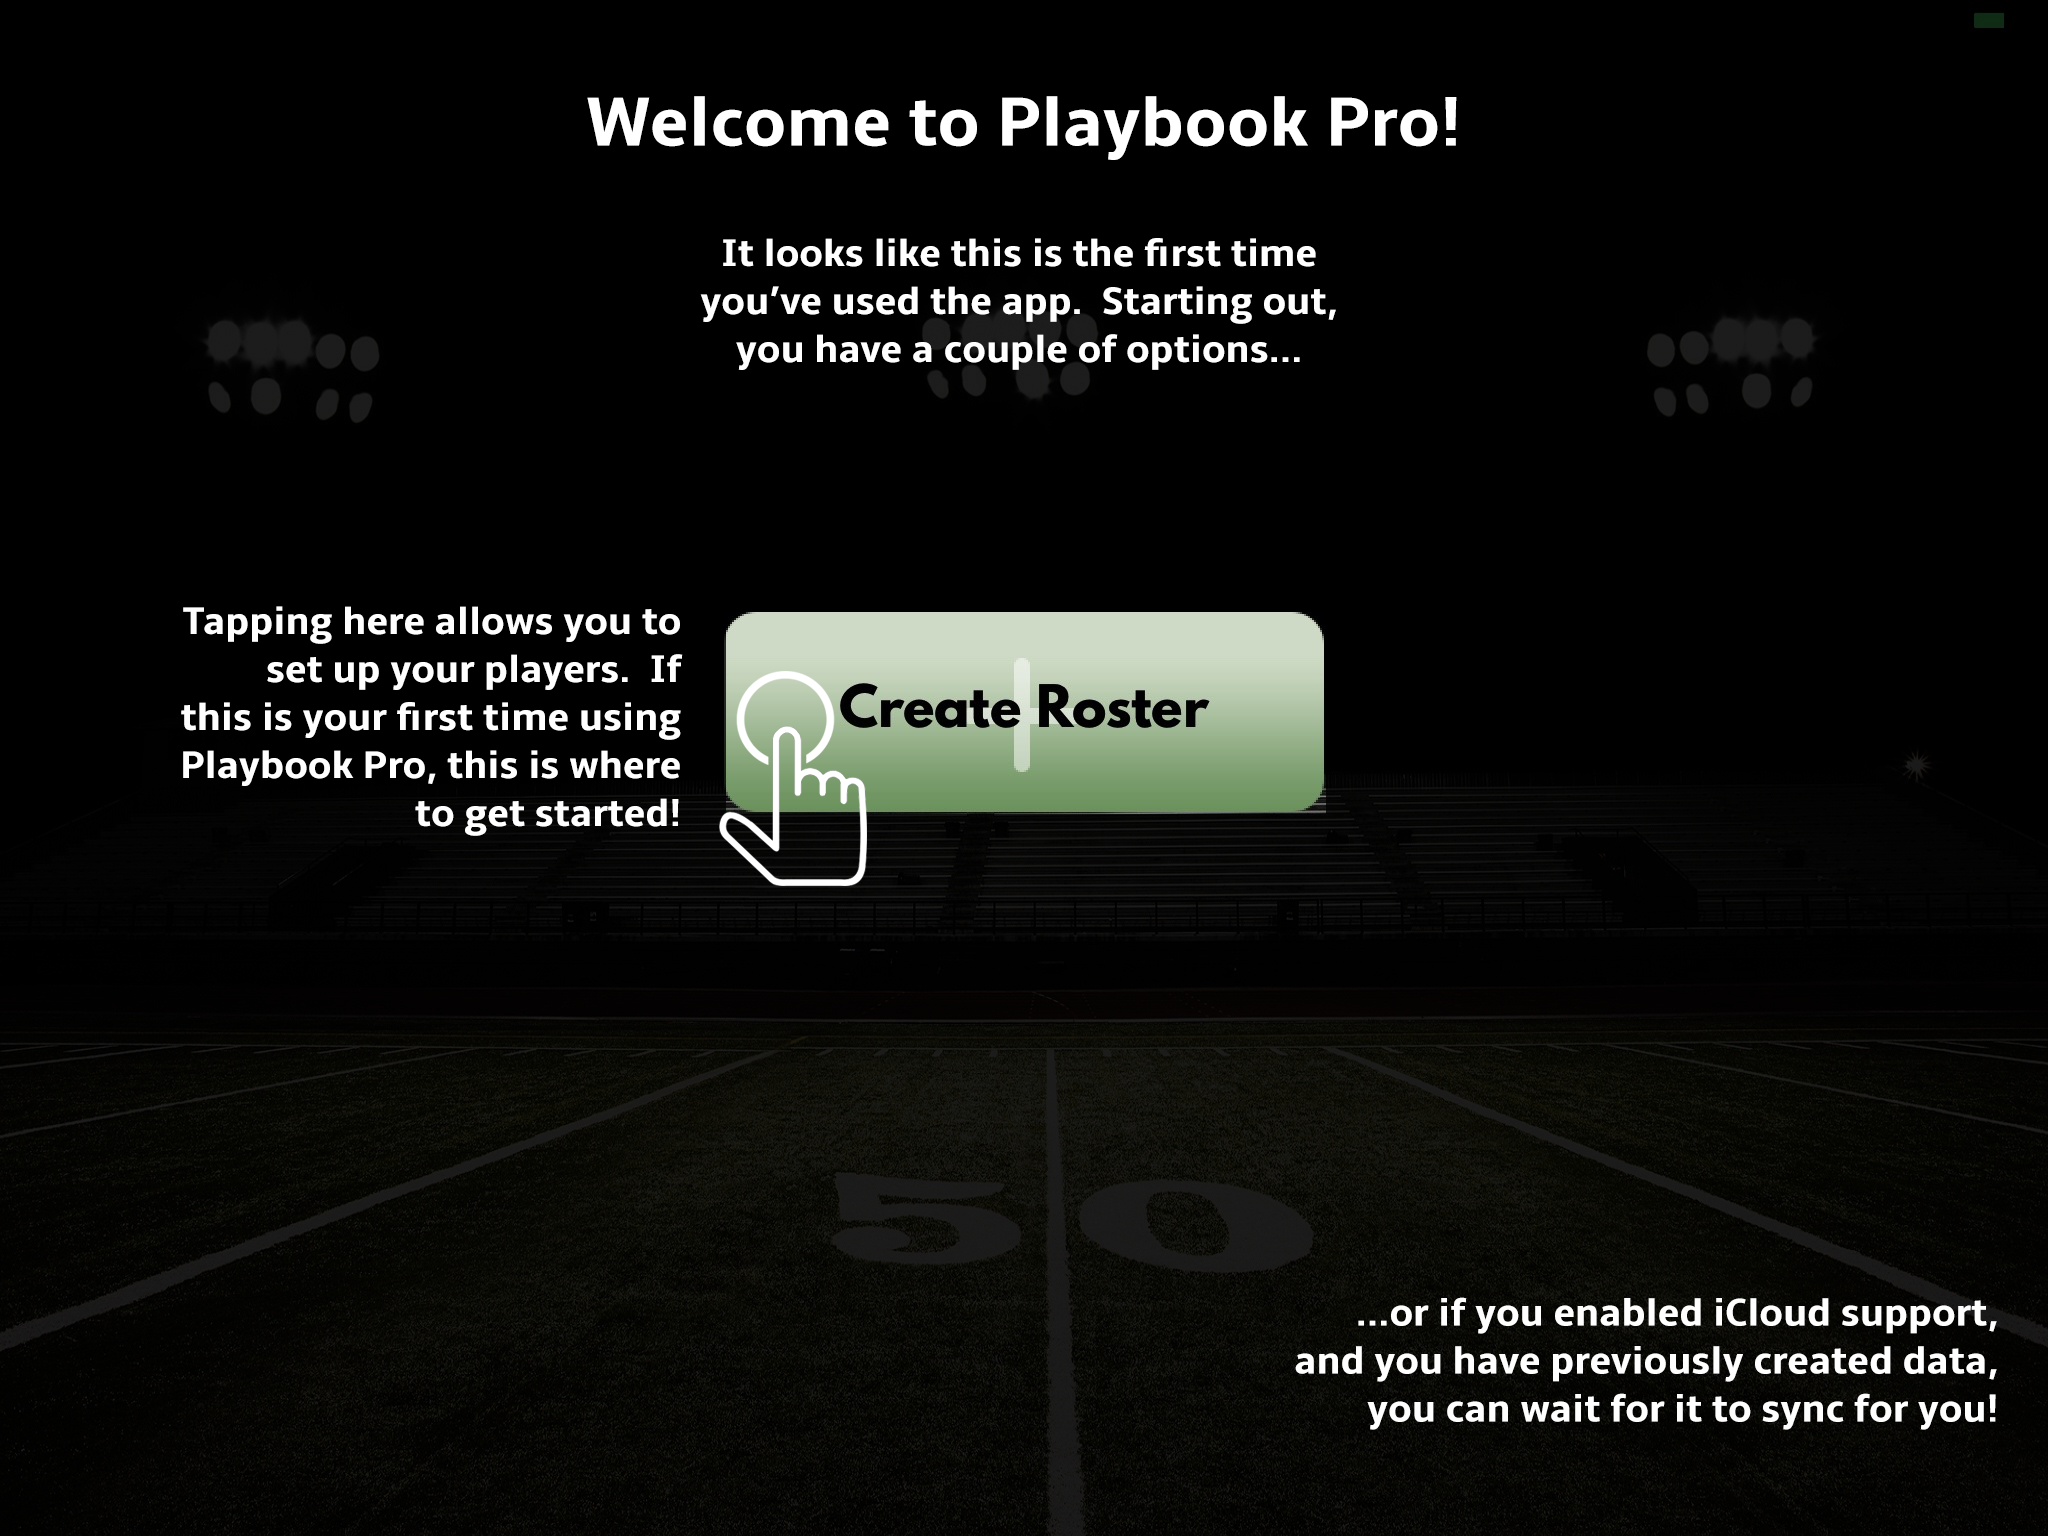 Welcome to Playbook Pro!
It looks like this is the first time
you've used the app.  Starting out,
you have a couple of options...
Tapping here allows you to
set up your players.  If
this is your first time using
Playbook Pro, this is where
to get started!
Create Roster
50
...or if you enabled iCloud support,
and you have previously created data,
you can wait for it to sync for you!